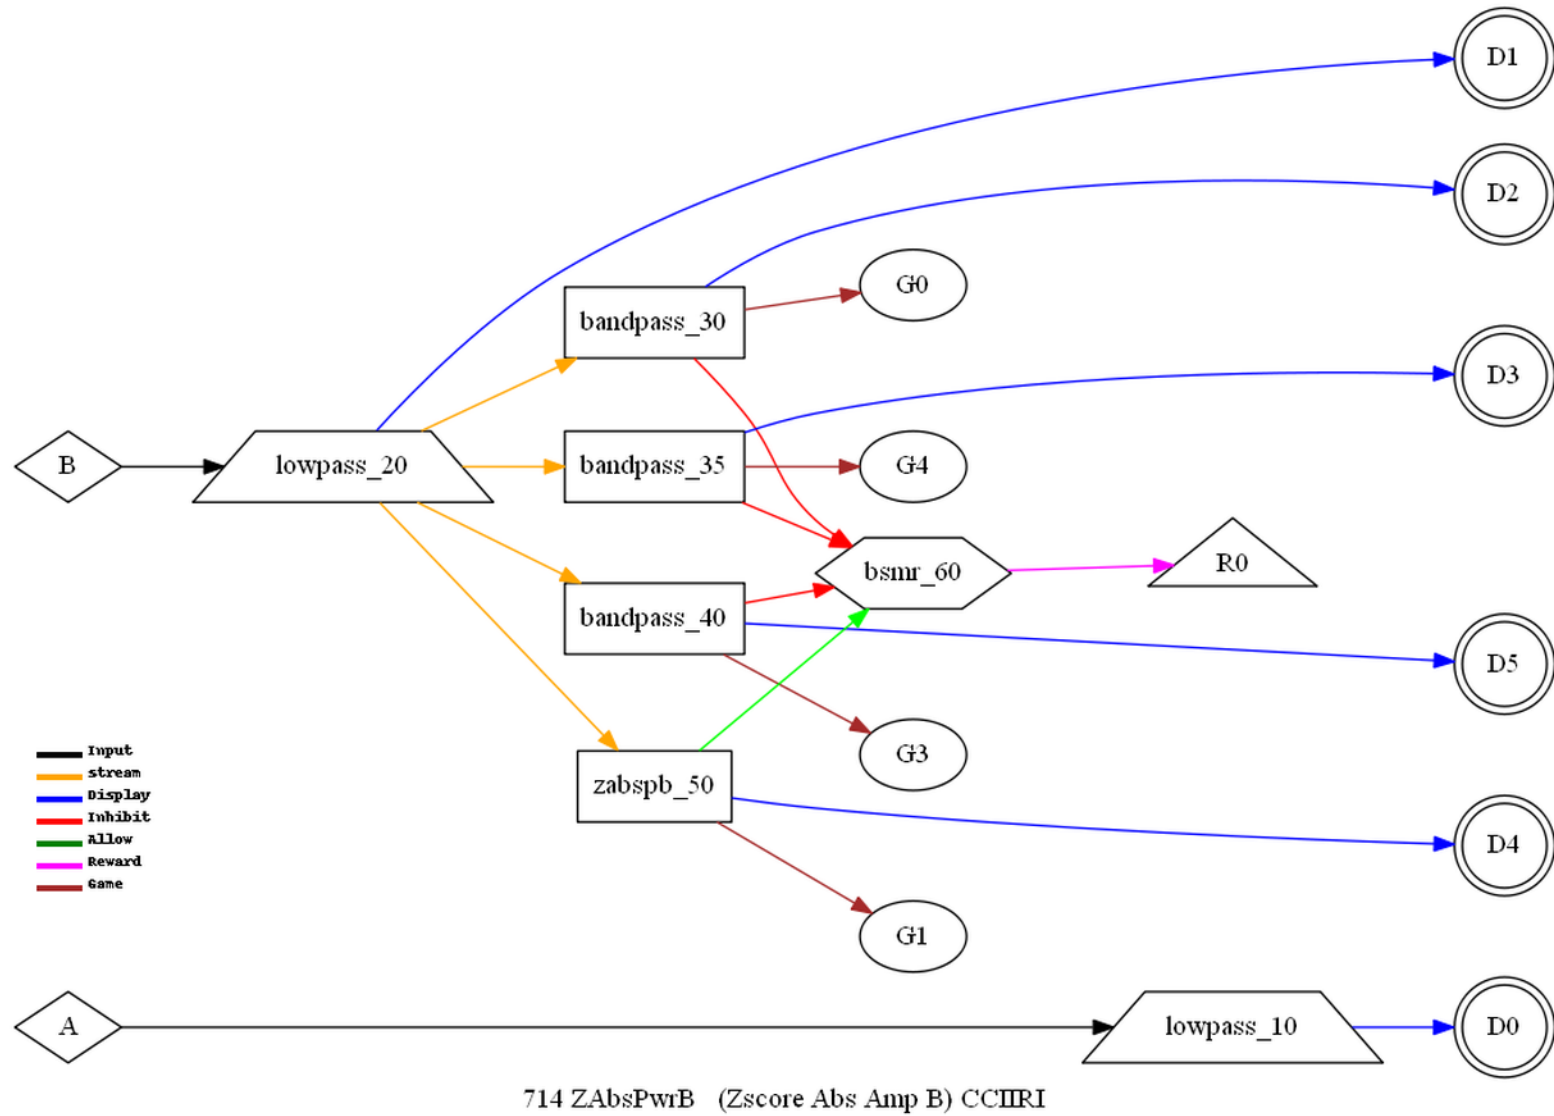 D1
D2
G0
bandpass_30
D3
B
lowpass_20
bandpass_35
G4
bsmr_60
R0
bandpass_40
D5
G3
zabspb_50
Input
stream
Display
Inhibit
Allow
Reward
Game
D4
G1
A
lowpass_10
D0
714 ZAbsPwrB (Zscore Abs Amp B) CCIIRI